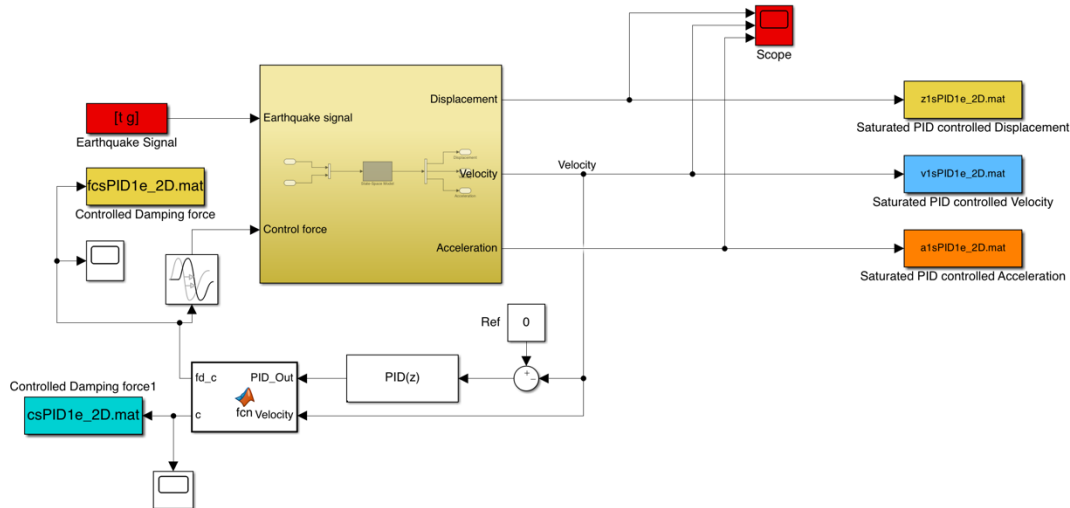 Scope
Displacement
z1sPID1e_2D.mat
Saturated PID controlled Displacement
[t g]
Earthquake Signal
Earthquake signal
Velocity
Velocity
v1sPID1e_2D.mat
Saturated PID controlled Velocity
fcsPID1e_2D.mat
Controlled Damping force
Control force
Acceleration
a1sPID1e_2D.mat
Saturated PID controlled Acceleration
Ref
0
+
−
PID(z)
fd_c
PID_Out
fcn
c
Velocity
Controlled Damping force1
csPID1e_2D.mat